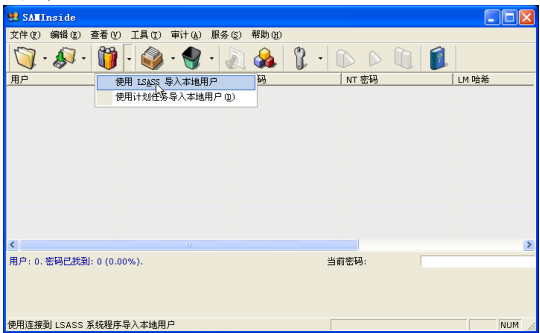 SAMInside
文件(F) 编辑(E) 查看(V) 工具(T) 审计(A) 服务(S) 帮助(H)
用户 码 NT 密码 LM 哈希
使用 LSASS 导入本地用户
使用计划任务导入本地用户(D)
用户: 0. 密码已找到: 0 (0.00%). 当前密码:
使用连接到 LSASS 系统程序导入本地用户 NUM